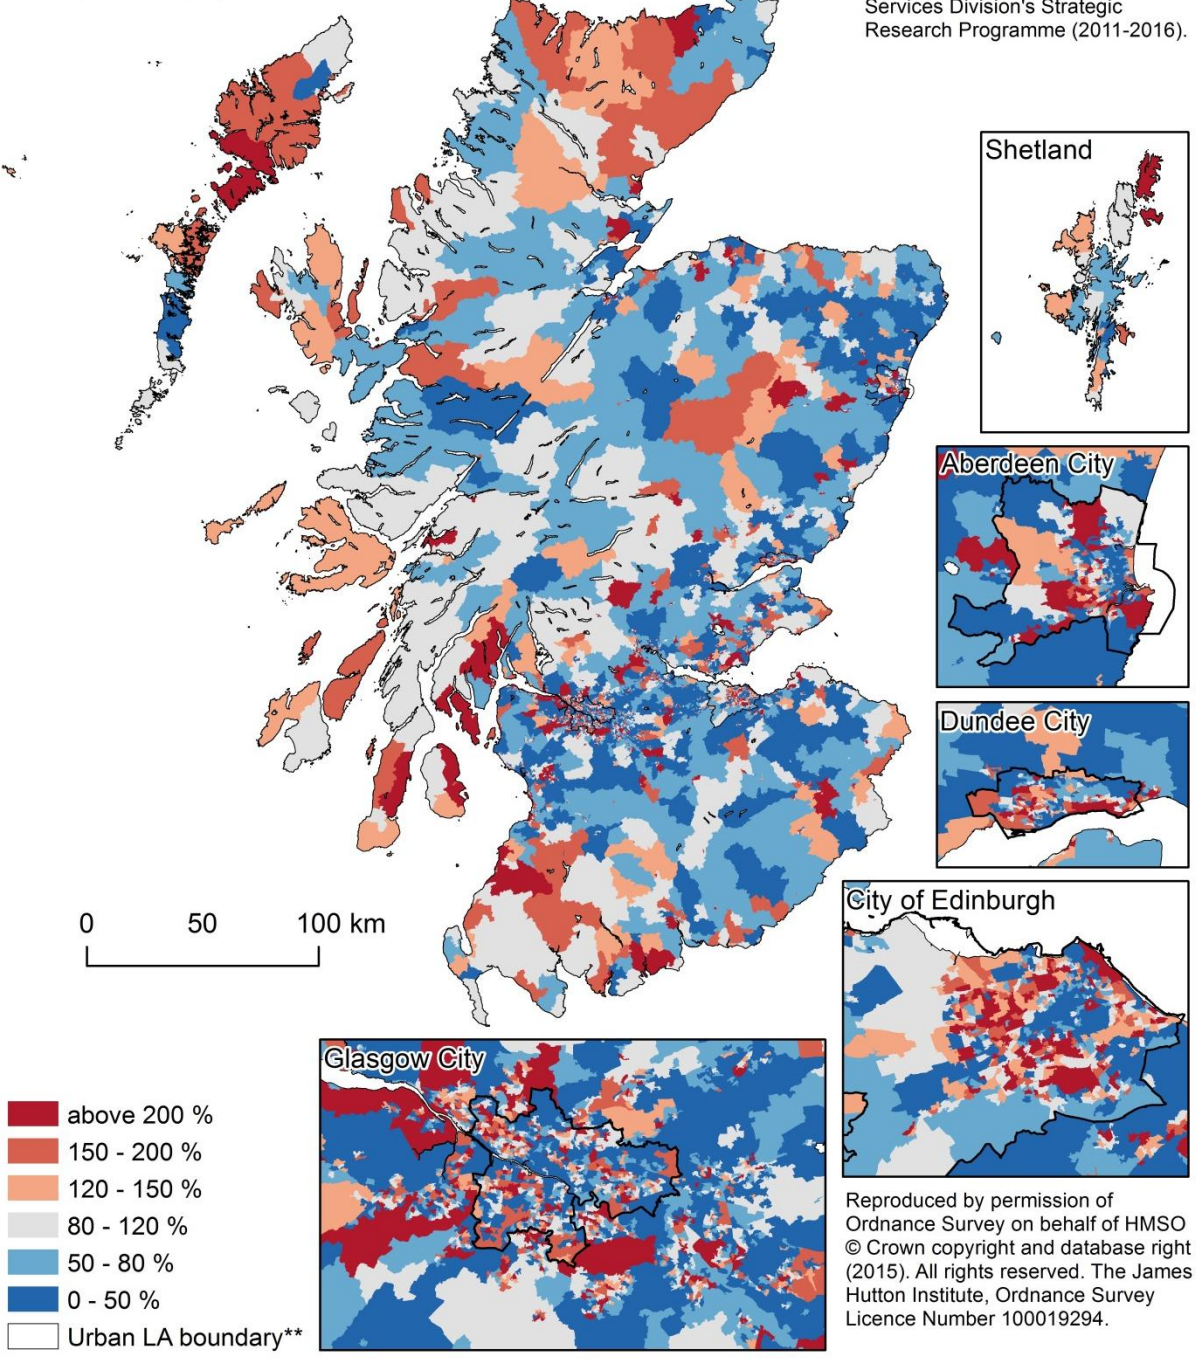 Services Division's Strategic
Research Programme (2011-2016).
Shetland
Aberdeen City
Dundee City
City of Edinburgh
0 50 100 km
Glasgow City
above 200 %
150 - 200 %
120 - 150 %
80 - 120 %
50 - 80 %
0 - 50 %
Urban LA boundary**
Reproduced by permission of
Ordnance Survey on behalf of HMSO
© Crown copyright and database right
(2015). All rights reserved. The James
Hutton Institute, Ordnance Survey
Licence Number 100019294.